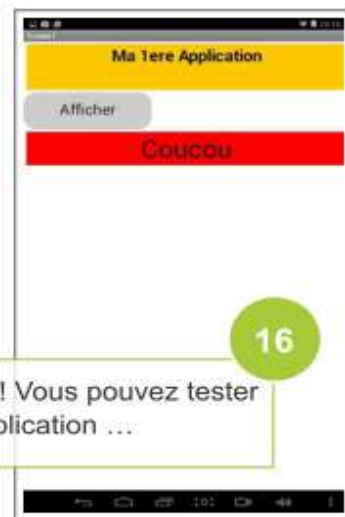 Ma 1ere Application
Afficher
Coucou
16
! Vous pouvez tester
plication ...